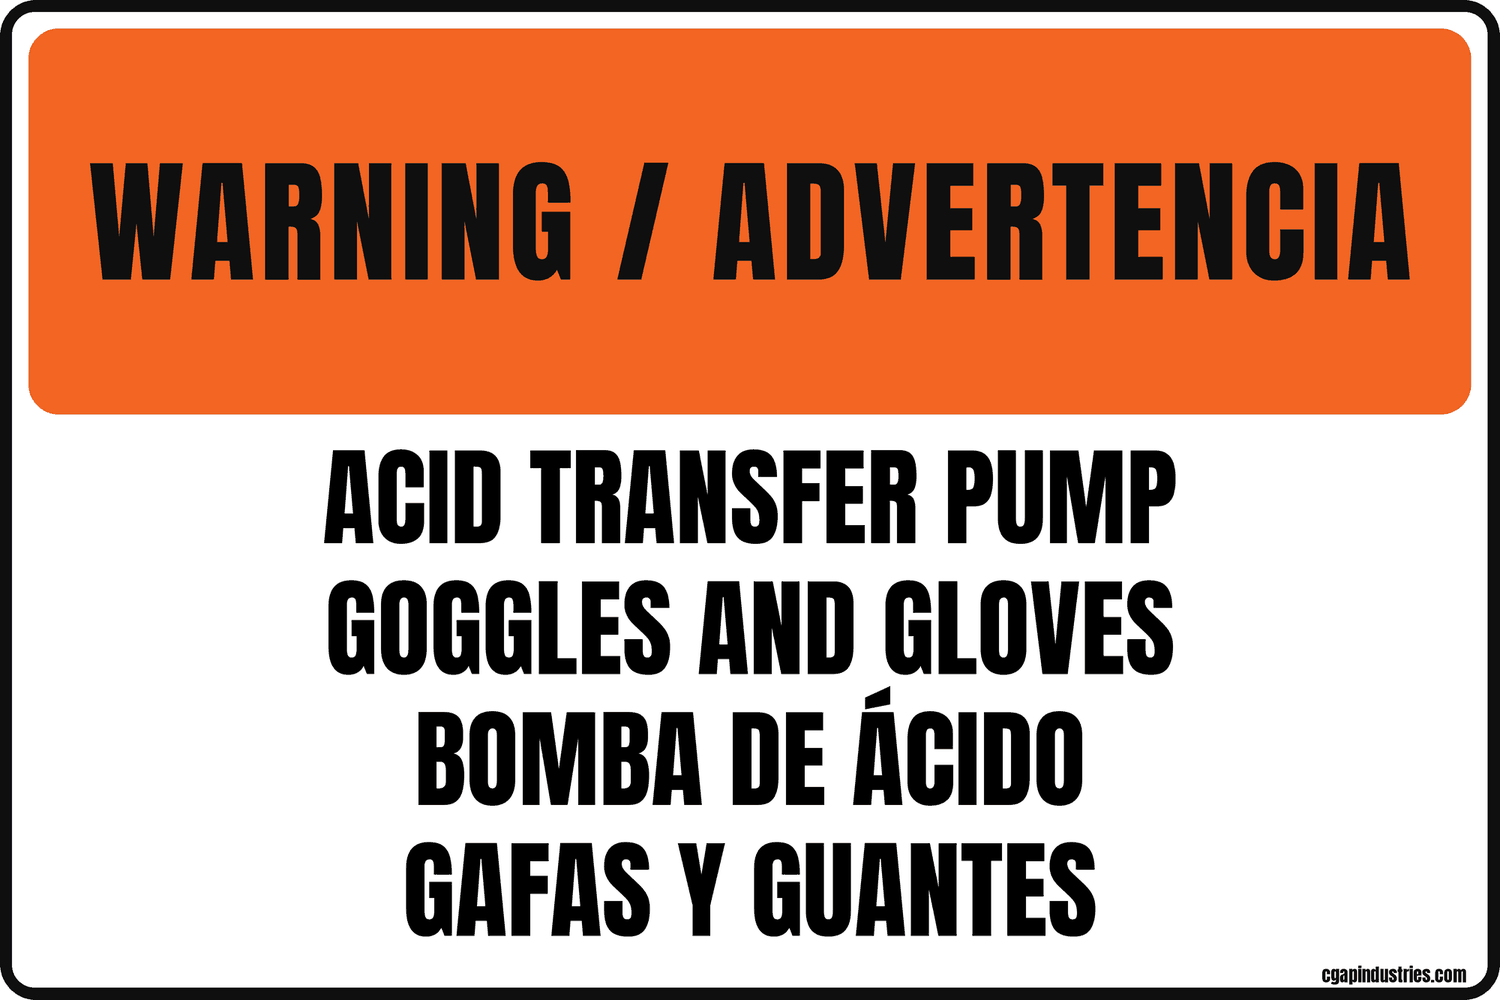 WARNING / ADVERTENCIA
ACID TRANSFER PUMP
GOGGLES AND GLOVES
BOMBA DE ÁCIDO
GAFAS Y GUANTES
cgapindustries.com